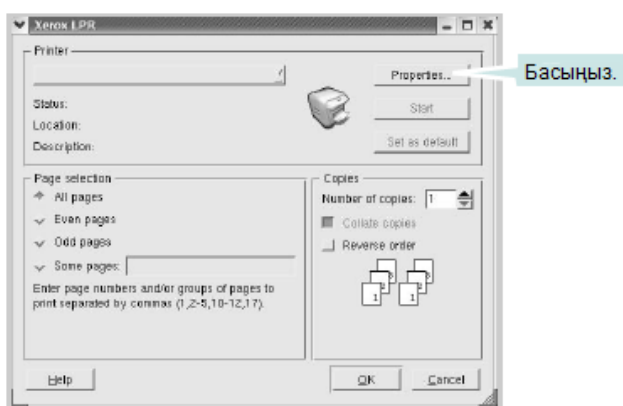 Xerox LPR
Printer
Properties...
Басыңыз.
Status:
Start
Location:
Description:
Set as default
Page selection
All pages
Even pages
Odd pages
Some pages:
Enter page numbers and/or groups of pages to
print separated by commas (1,2-5,10-12,17).
Copies
Number of copies: 1
Collate copies
Reverse order
Help
OK
Cancel